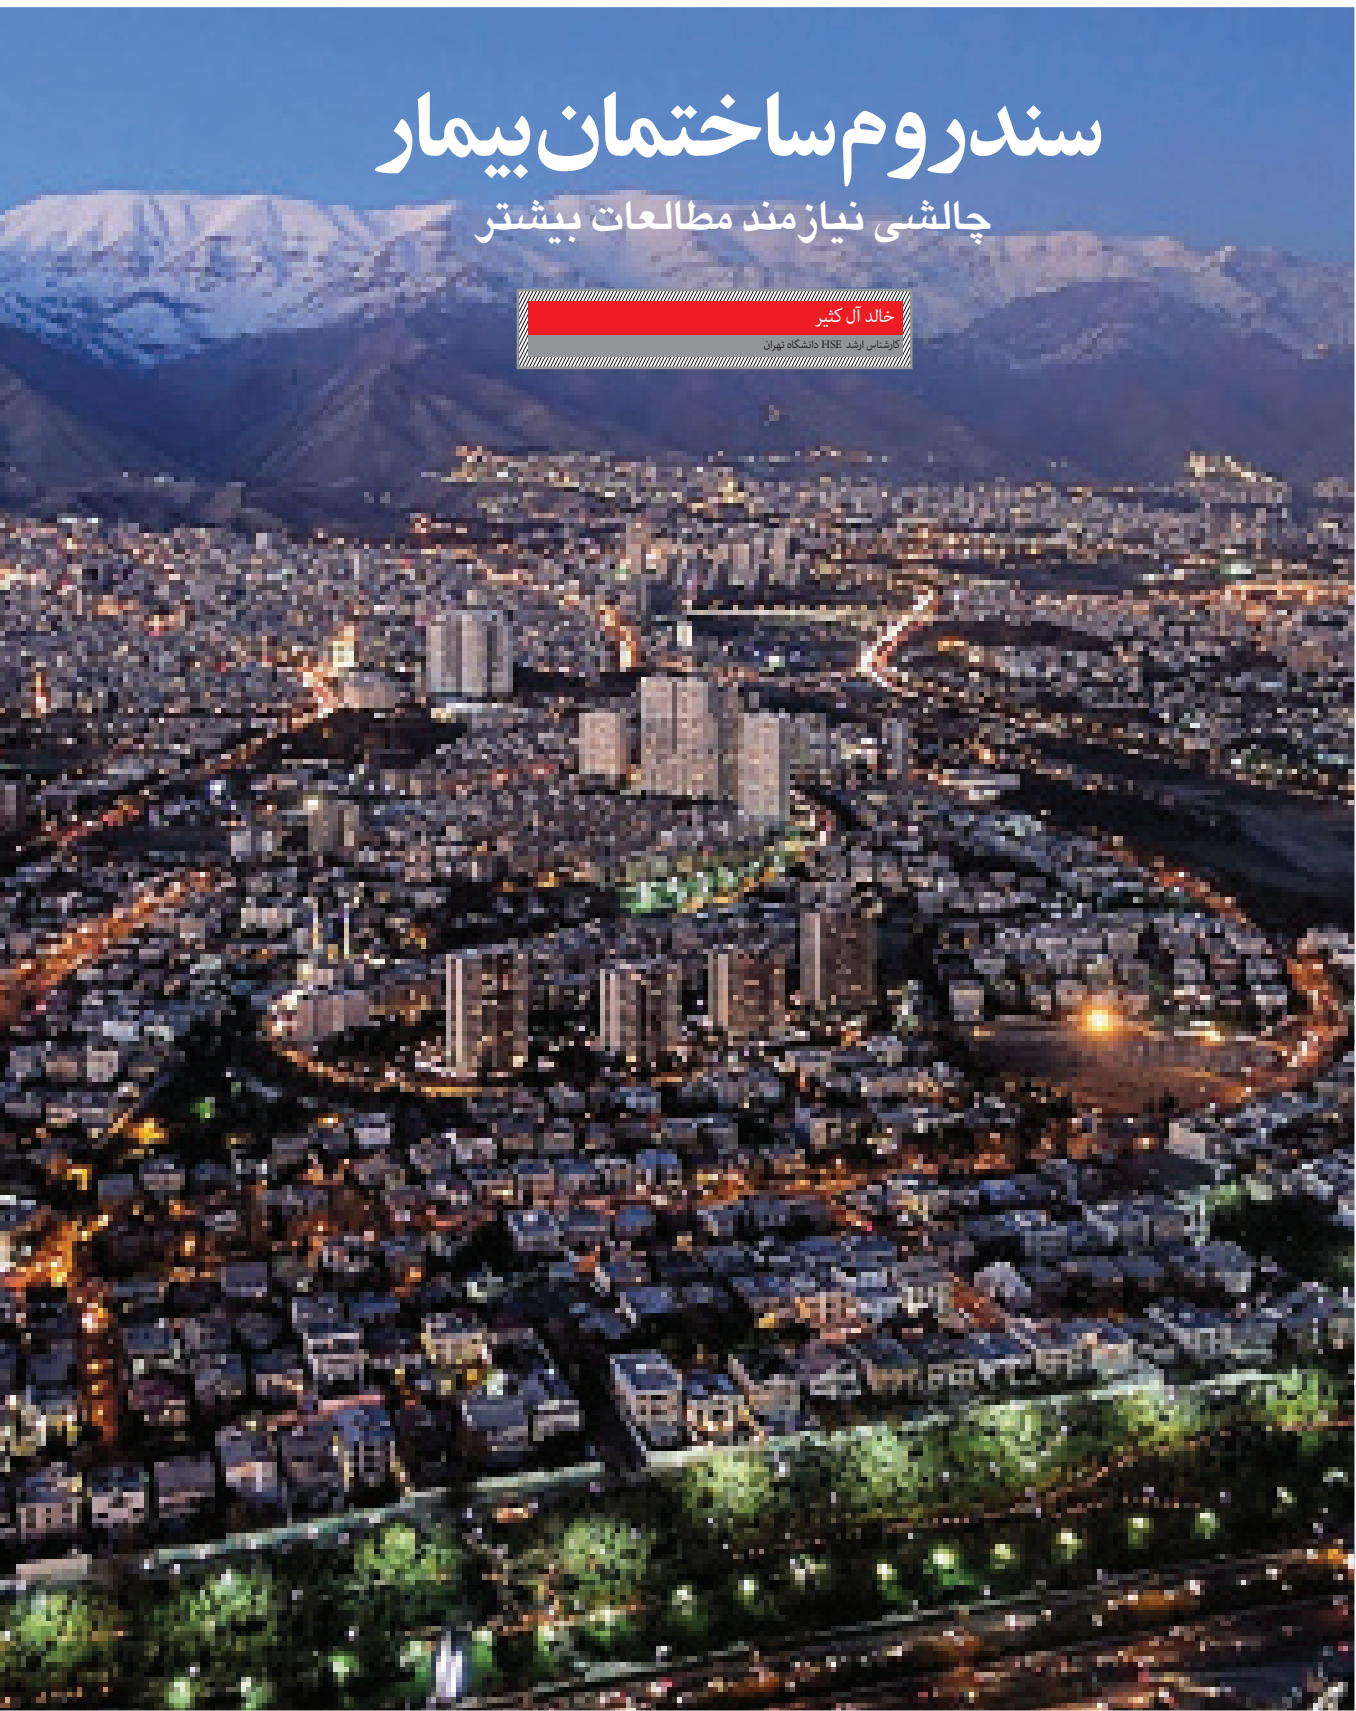 سندروم ساختمان بیمار
چالشی نیازمند مطالعات بیشتر
خالد آل کثیر
کارشناس ارشد HSE دانشگاه تهران